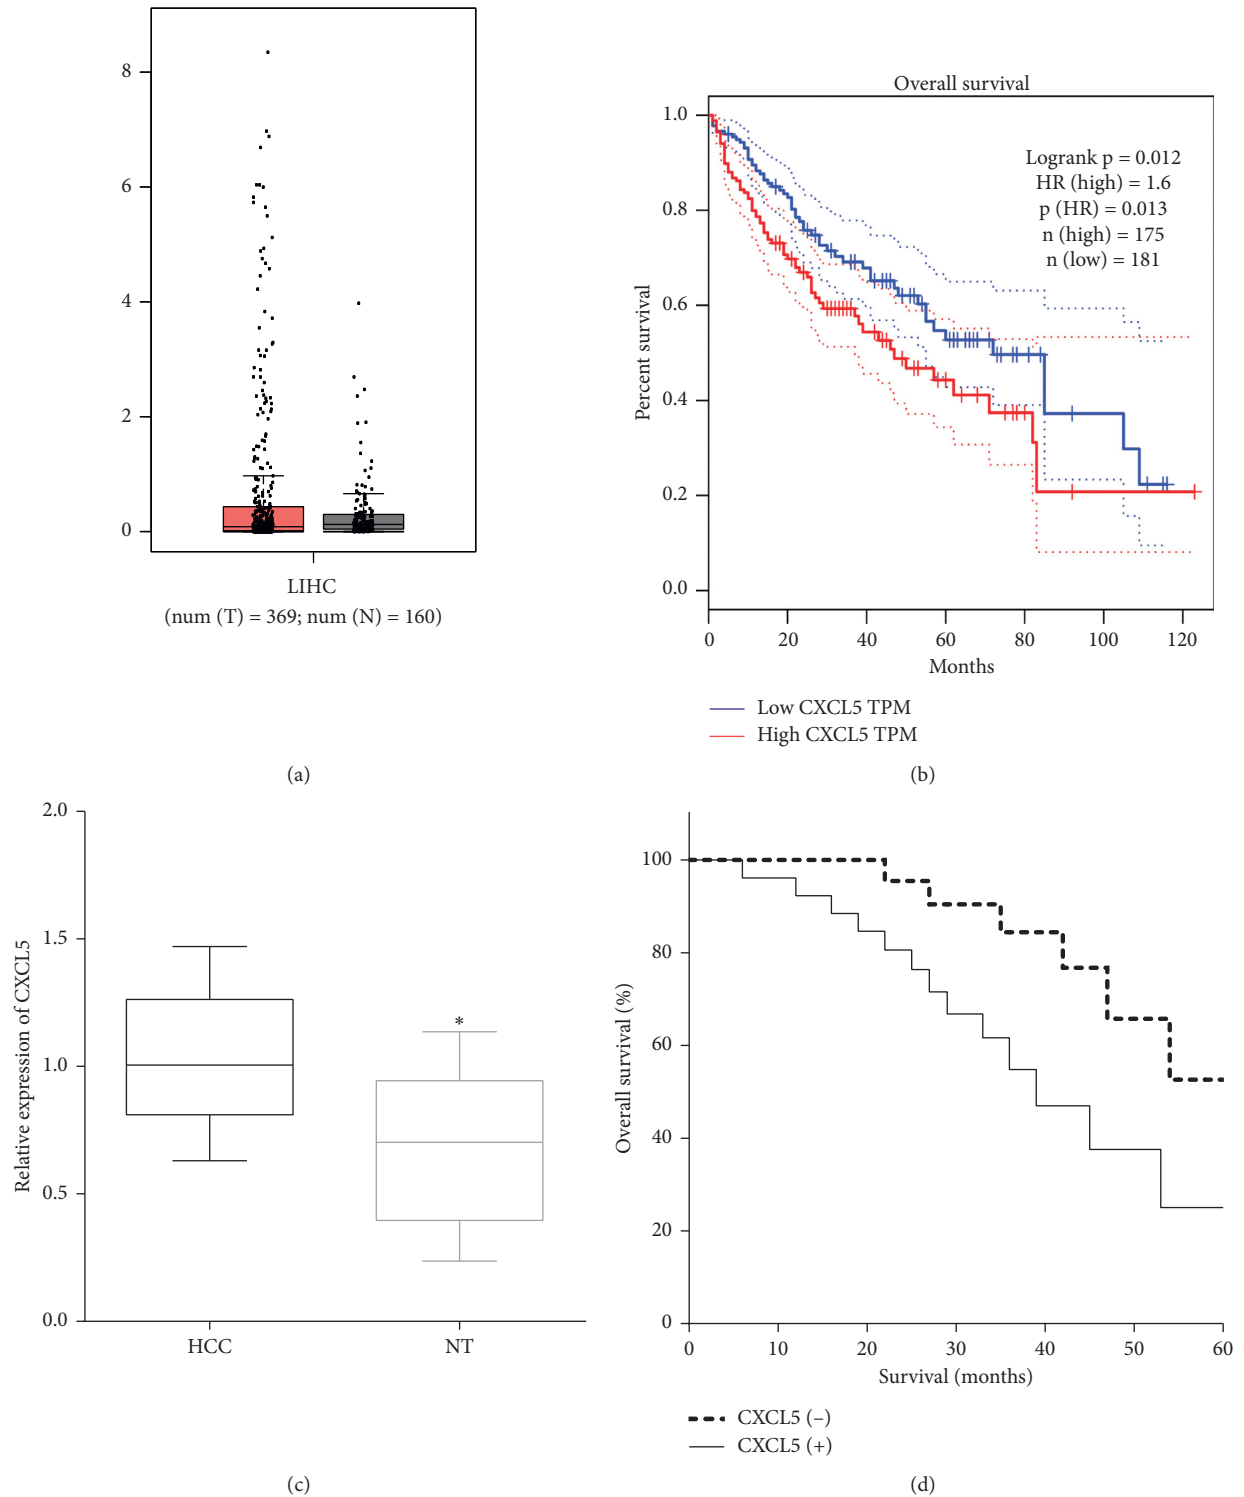 8
6
4
2
0
LIHC
(num (T) = 369; num (N) = 160)
(a)
Overall survival
Percent survival
1.0
0.8
0.6
0.4
0.2
0.0
Logrank p = 0.012
HR (high) = 1.6
p (HR) = 0.013
n (high) = 175
n (low) = 181
0 20 40 60 80 100 120
Months
Low CXCL5 TPM
High CXCL5 TPM
(b)
Relative expression of CXCL5
2.0
1.5
1.0
0.5
0.0
*
HCC NT
(c)
Overall survival (%)
100
80
60
40
20
0
0 10 20 30 40 50 60
Survival (months)
CXCL5 (–)
CXCL5 (+)
(d)